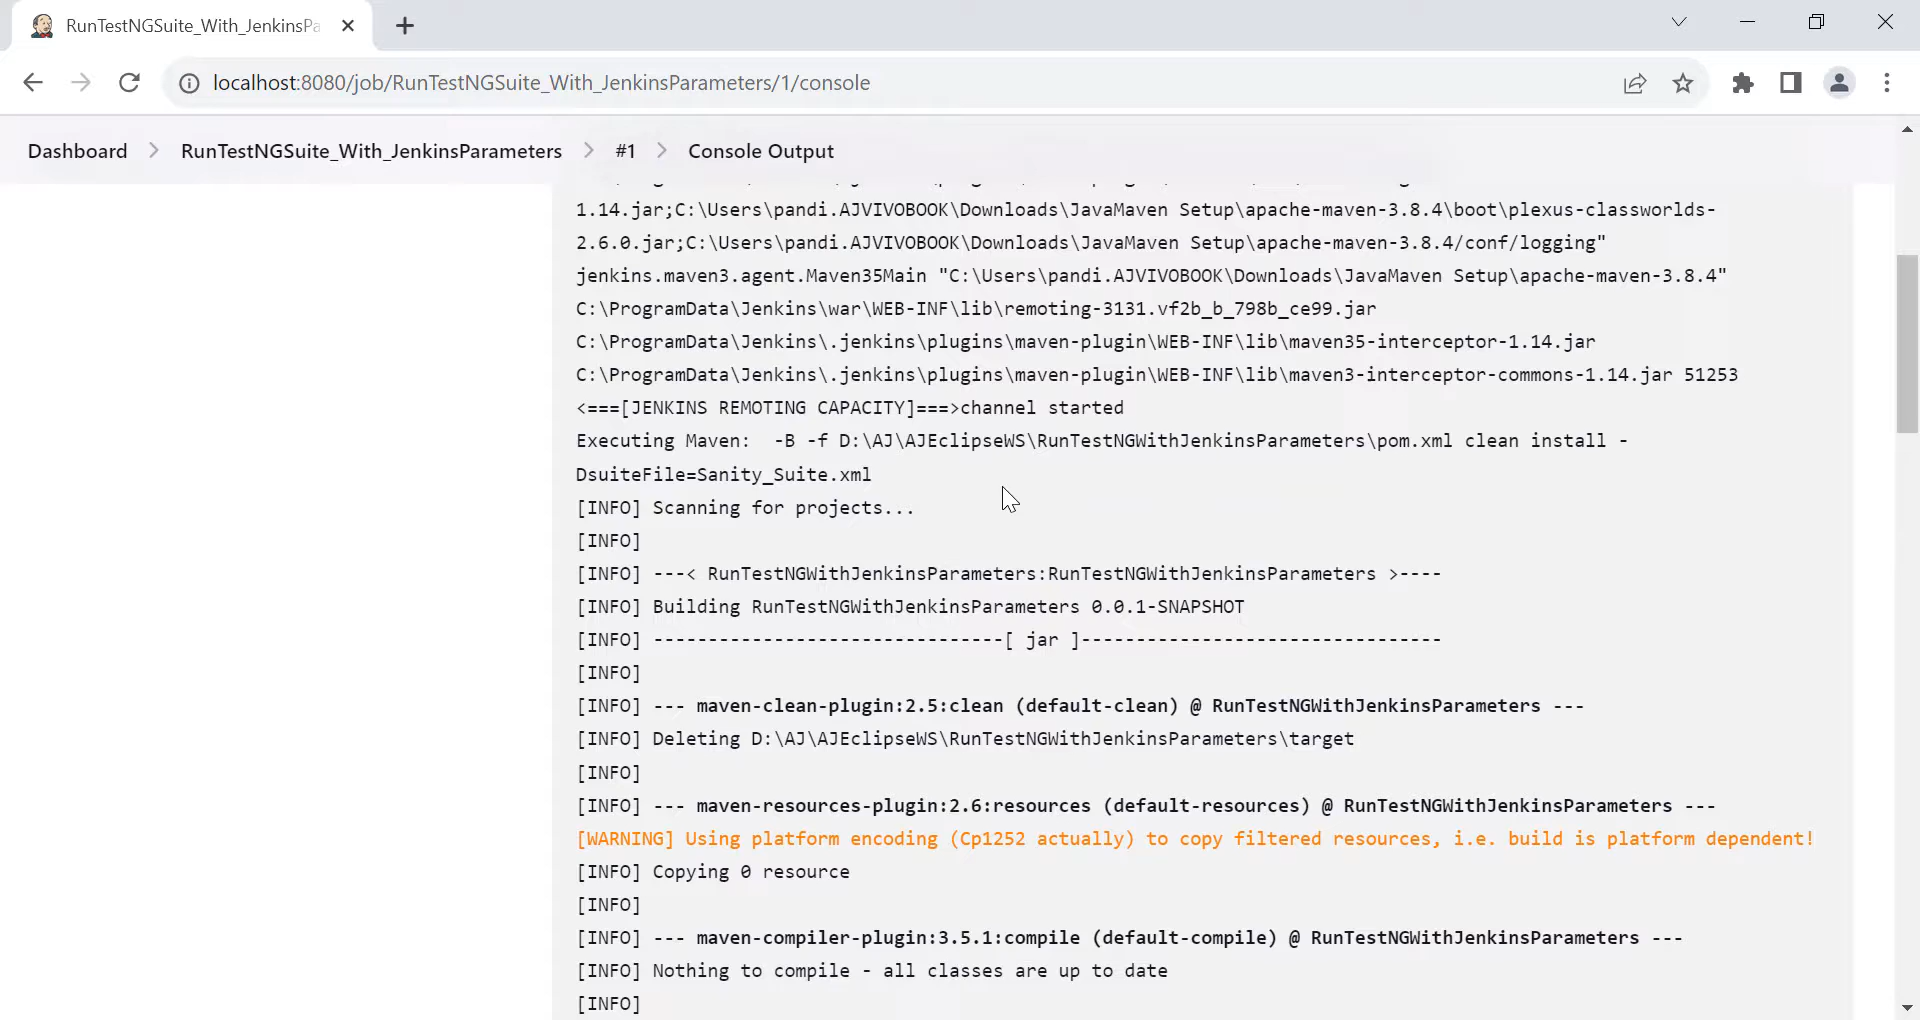 RunTestNGSuite_With_JenkinsPa
localhost:8080/job/RunTestNGSuite_With_JenkinsParameters/1/console
Dashboard > RunTestNGSuite_With_JenkinsParameters > #1 > Console Output
1.14.jar;C:\Users\pandi.AJVIVOBOOK\Downloads\JavaMaven Setup\apache-maven-3.8.4\boot\plexus-classworlds-
2.6.0.jar;C:\Users\pandi.AJVIVOBOOK\Downloads\JavaMaven Setup\apache-maven-3.8.4/conf/logging"
jenkins.maven3.agent.Maven35Main "C:\Users\pandi.AJVIVOBOOK\Downloads\JavaMaven Setup\apache-maven-3.8.4"
C:\ProgramData\Jenkins\war\WEB-INF\lib\remoting-3131.vf2b_b_798b_ce99.jar
C:\ProgramData\Jenkins\.jenkins\plugins\maven-plugin\WEB-INF\lib\maven35-interceptor-1.14.jar
C:\ProgramData\Jenkins\.jenkins\plugins\maven-plugin\WEB-INF\lib\maven3-interceptor-commons-1.14.jar 51253
<===[JENKINS REMOTING CAPACITY]===>channel started
Executing Maven:  -B -f D:\AJ\AJEclipseWS\RunTestNGWithJenkinsParameters\pom.xml clean install -
DsuiteFile=Sanity_Suite.xml
[INFO] Scanning for projects...
[INFO]
[INFO] ---< RunTestNGWithJenkinsParameters:RunTestNGWithJenkinsParameters >----
[INFO] Building RunTestNGWithJenkinsParameters 0.0.1-SNAPSHOT
[INFO] --------------------------------[ jar ]---------------------------------
[INFO]
[INFO] --- maven-clean-plugin:2.5:clean (default-clean) @ RunTestNGWithJenkinsParameters ---
[INFO] Deleting D:\AJ\AJEclipseWS\RunTestNGWithJenkinsParameters\target
[INFO]
[INFO] --- maven-resources-plugin:2.6:resources (default-resources) @ RunTestNGWithJenkinsParameters ---
[WARNING] Using platform encoding (Cp1252 actually) to copy filtered resources, i.e. build is platform dependent!
[INFO] Copying 0 resource
[INFO]
[INFO] --- maven-compiler-plugin:3.5.1:compile (default-compile) @ RunTestNGWithJenkinsParameters ---
[INFO] Nothing to compile - all classes are up to date
[INFO]